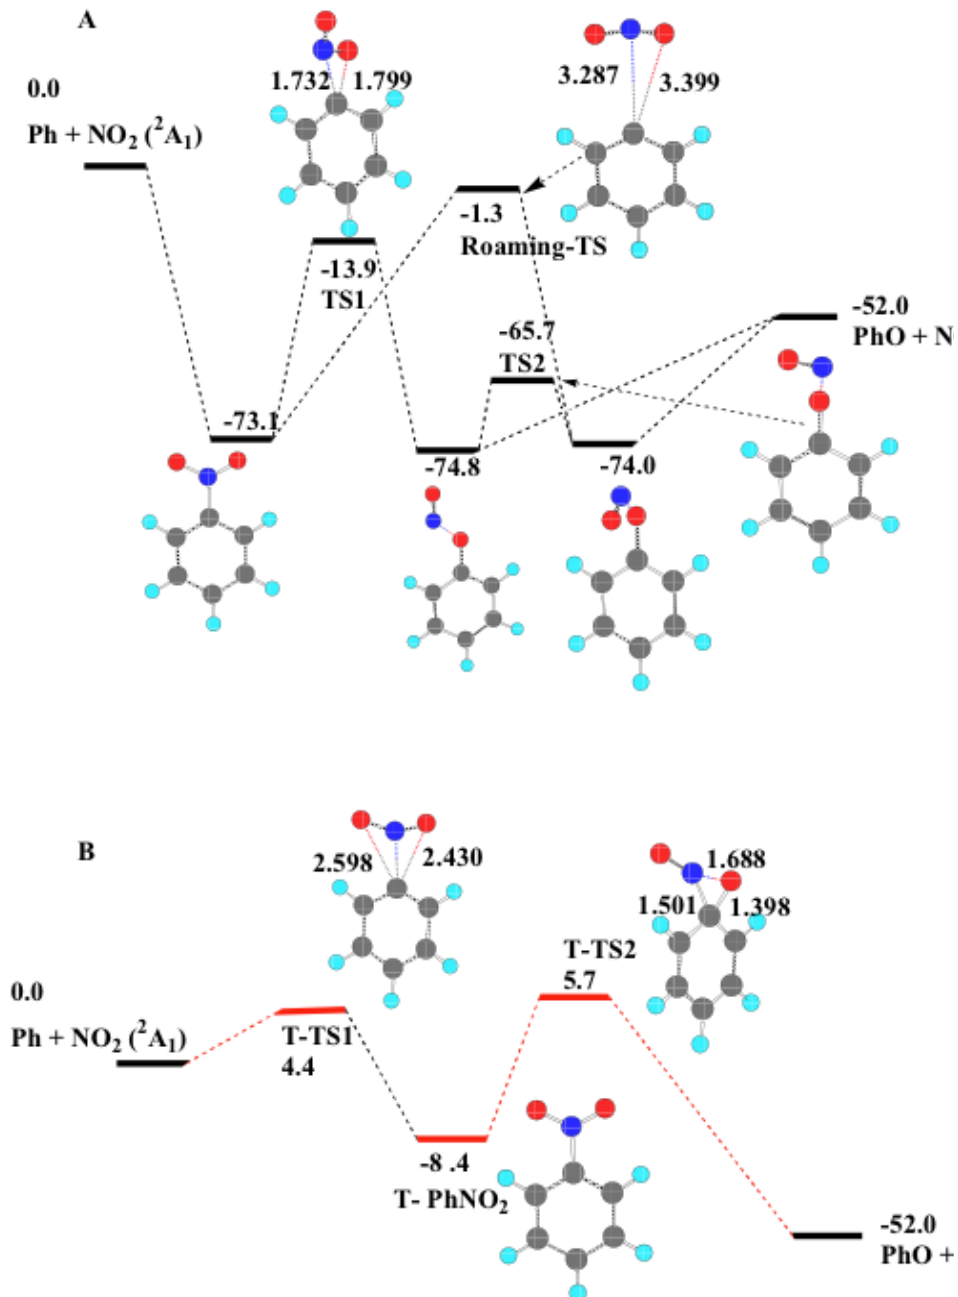 A
0.0
Ph + NO₂ (²A₁)
1.732
1.799
3.287
3.399
-1.3
Roaming-TS
-13.9
TS1
-52.0
PhO + N
-65.7
TS2
-73.1
-74.8
-74.0
B
2.598
2.430
1.688
1.501
1.398
T-TS2
5.7
0.0
Ph + NO₂ (²A₁)
T-TS1
4.4
-8 .4
T- PhNO₂
-52.0
PhO +